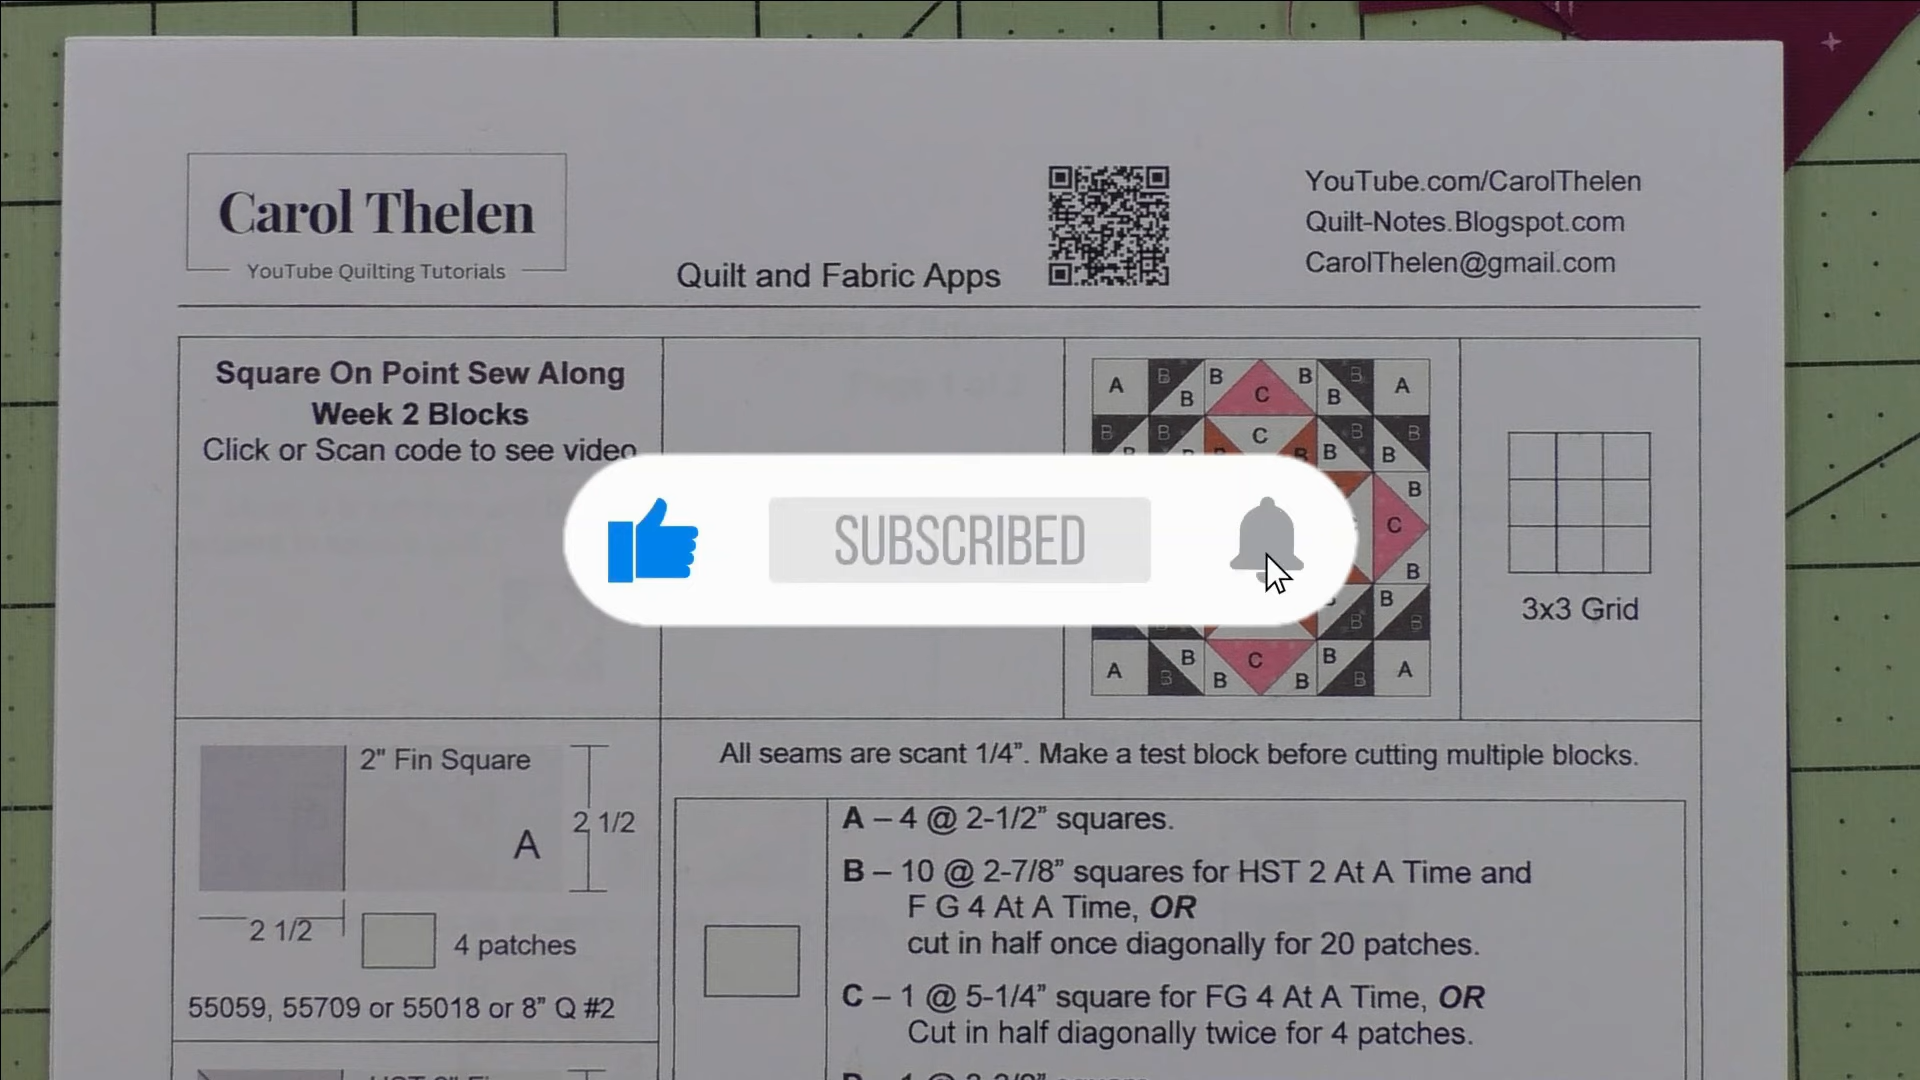 Carol Thelen
YouTube Quilting Tutorials
Quilt and Fabric Apps
YouTube.com/CarolThelen
Quilt-Notes.Blogspot.com
CarolThelen@gmail.com
Square On Point Sew Along
Week 2 Blocks
Click or Scan code to see video
A B B B C B B B A
B B C B B B B
B
C
B
B B B
A B B B C B B B A
3x3 Grid
SUBSCRIBED
2" Fin Square
A
2 1/2
2 1/2
4 patches
55059, 55709 or 55018 or 8” Q #2
All seams are scant 1/4”. Make a test block before cutting multiple blocks.
A – 4 @ 2-1/2” squares.
B – 10 @ 2-7/8” squares for HST 2 At A Time and
F G 4 At A Time, OR
cut in half once diagonally for 20 patches.
C – 1 @ 5-1/4” square for FG 4 At A Time, OR
Cut in half diagonally twice for 4 patches.